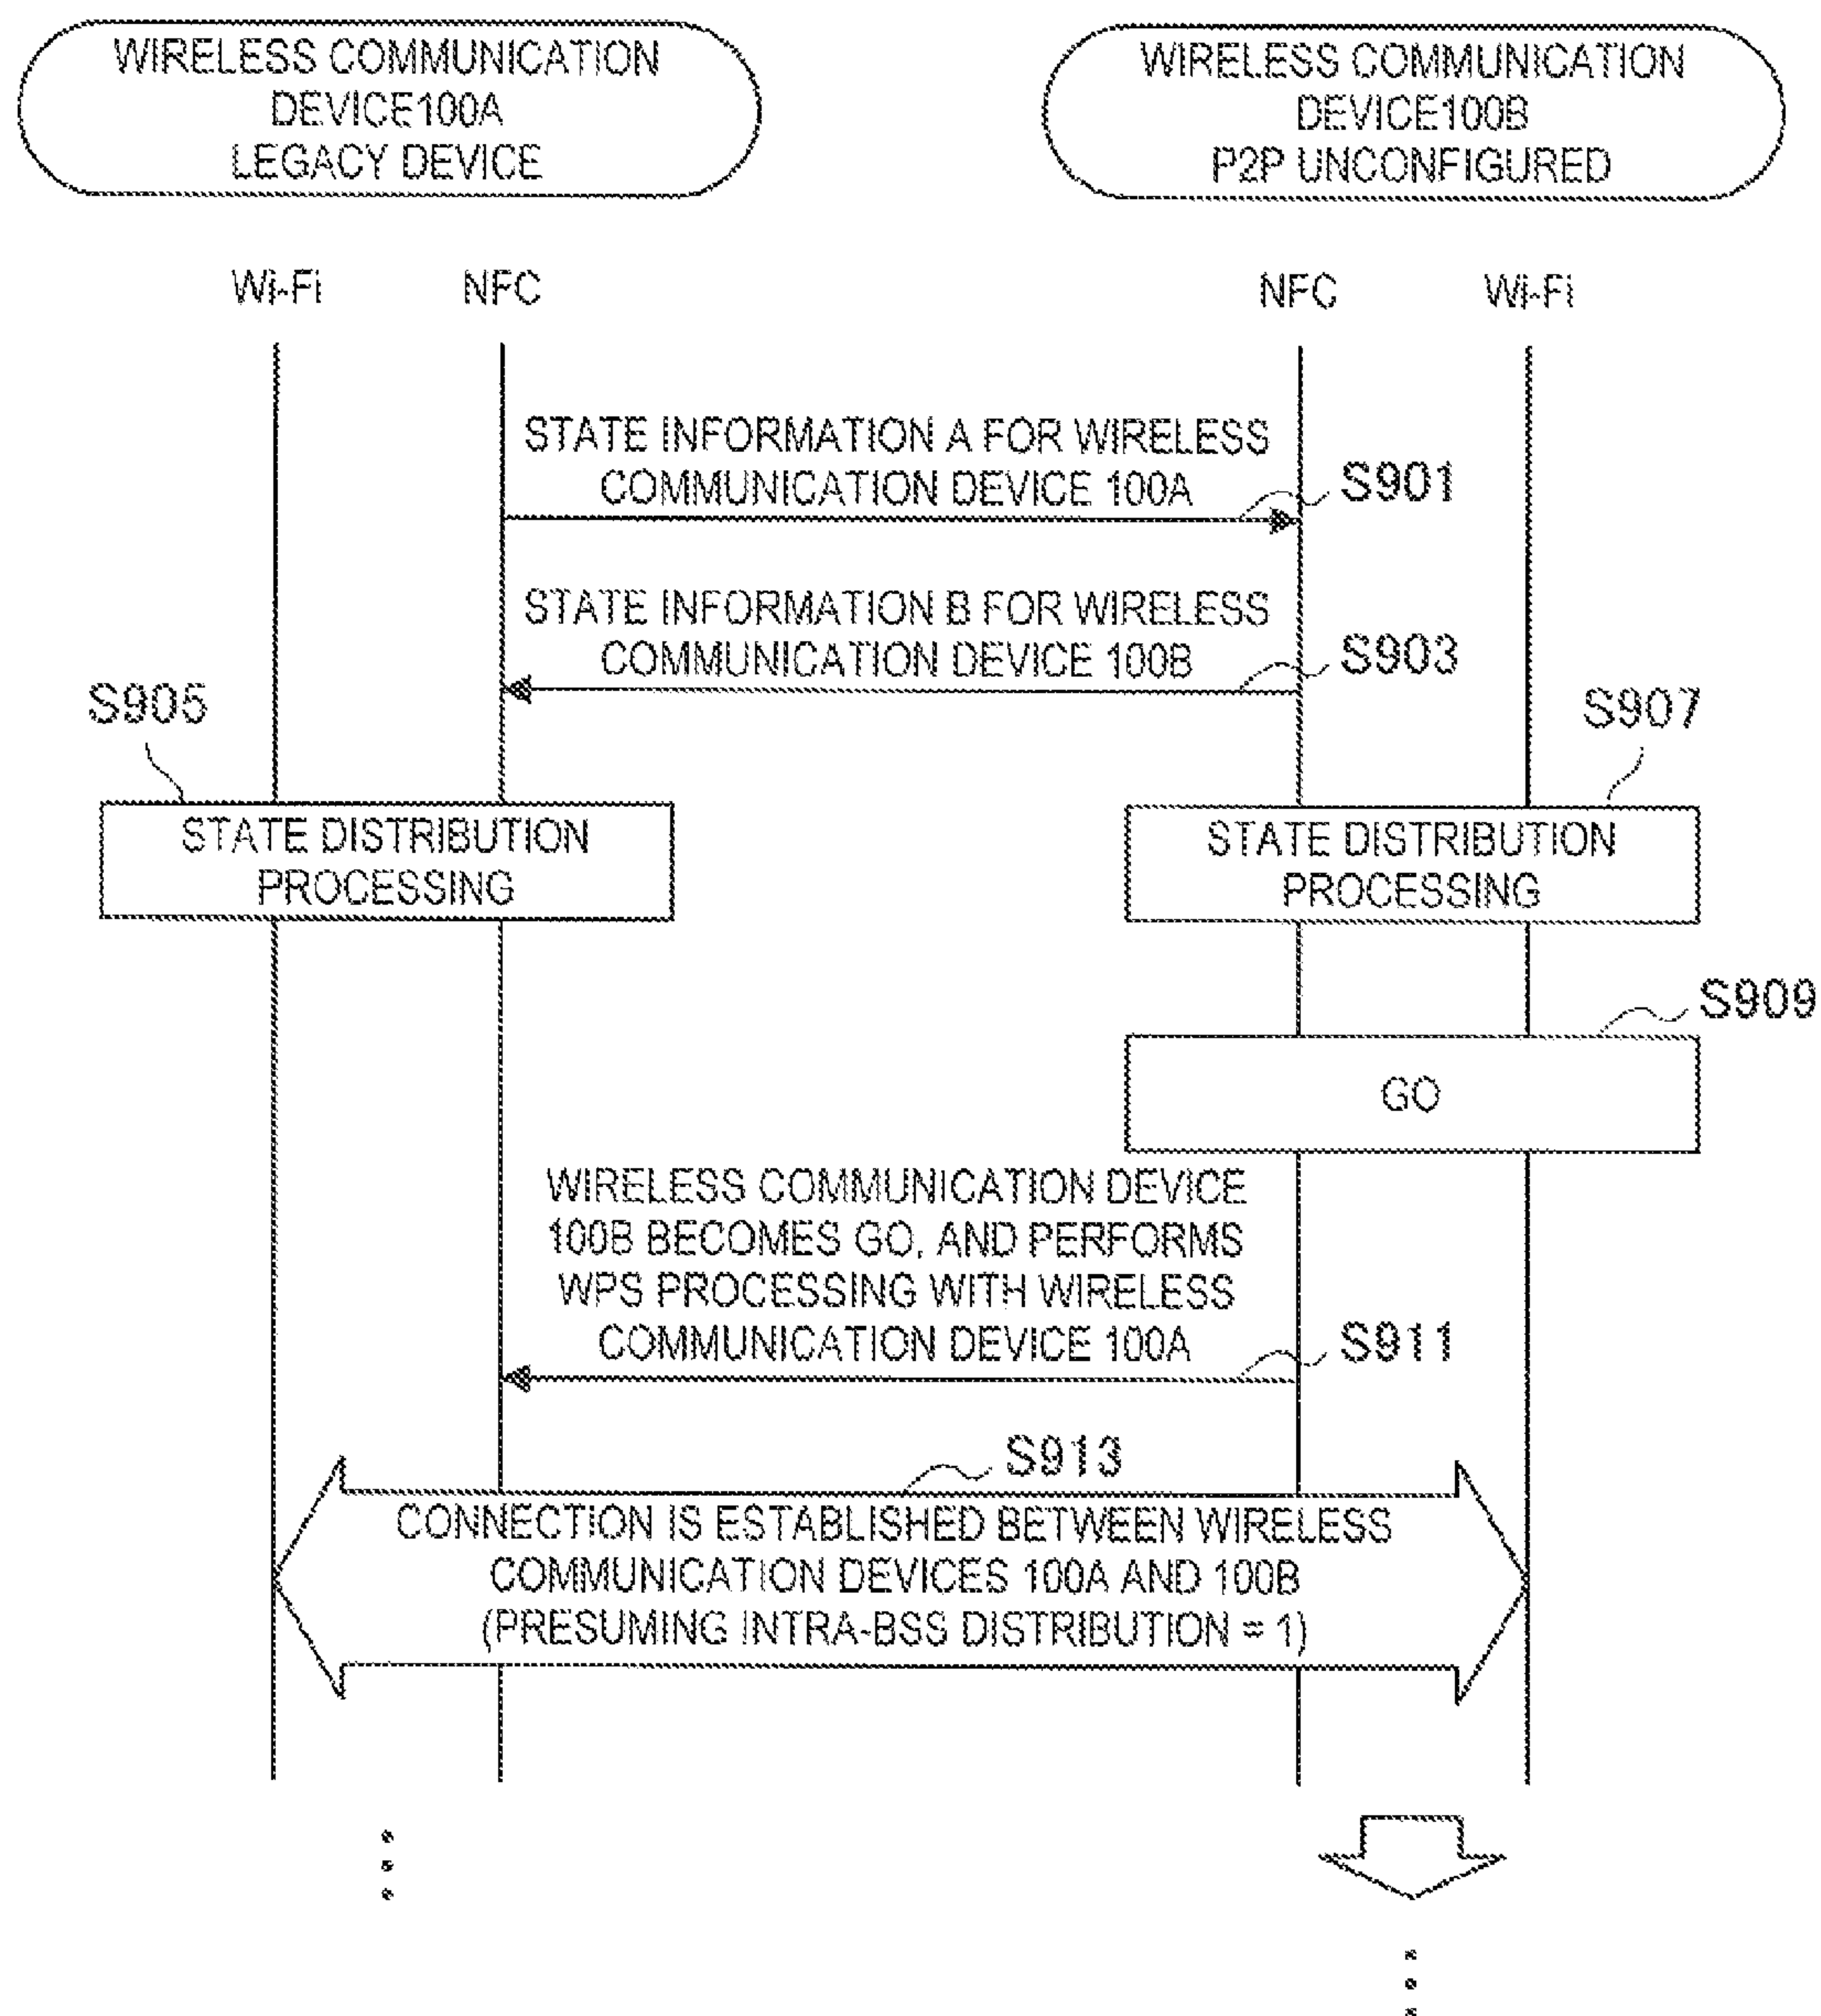 WIRELESS COMMUNICATION
DEVICE100A
LEGACY DEVICE
WIRELESS COMMUNICATION
DEVICE100B
P2P UNCONFIGURED
Wi-Fi
NFC
NFC
Wi-Fi
STATE INFORMATION A FOR WIRELESS
COMMUNICATION DEVICE 100A
S901
STATE INFORMATION B FOR WIRELESS
COMMUNICATION DEVICE 100B
S903
S905
S907
STATE DISTRIBUTION
PROCESSING
STATE DISTRIBUTION
PROCESSING
S909
GO
WIRELESS COMMUNICATION DEVICE
100B BECOMES GO, AND PERFORMS
WPS PROCESSING WITH WIRELESS
COMMUNICATION DEVICE 100A
S911
S913
CONNECTION IS ESTABLISHED BETWEEN WIRELESS
COMMUNICATION DEVICES 100A AND 100B
(PRESUMING INTRA-BSS DISTRIBUTION = 1)